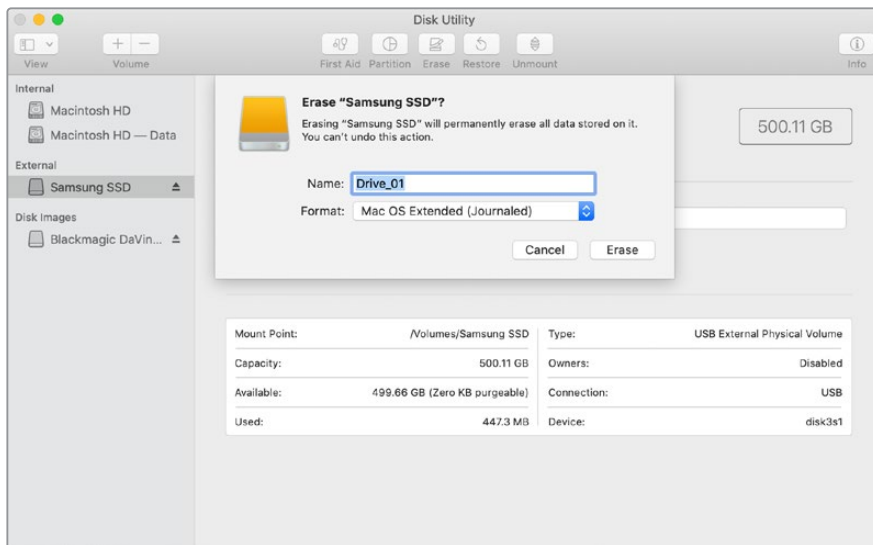 Disk Utility
View
Volume
First Aid
Partition
Erase
Restore
Unmount
Info
Internal
Macintosh HD
Macintosh HD — Data
External
Samsung SSD
Disk Images
Blackmagic DaVin...
Erase “Samsung SSD”?
Erasing “Samsung SSD” will permanently erase all data stored on it.
You can’t undo this action.
Name: Drive_01
Format: Mac OS Extended (Journaled)
Cancel
Erase
500.11 GB
Mount Point: /Volumes/Samsung SSD
Type: USB External Physical Volume
Capacity: 500.11 GB
Owners: Disabled
Available: 499.66 GB (Zero KB purgeable)
Connection: USB
Used: 447.3 MB
Device: disk3s1